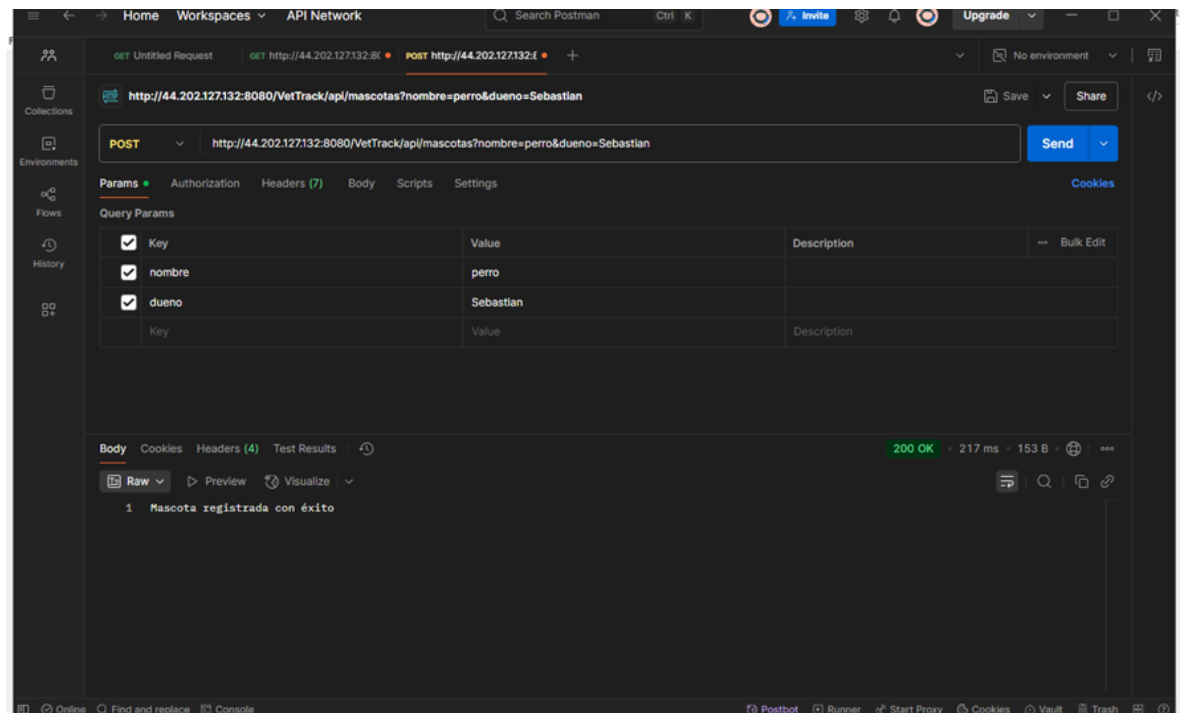 Home Workspaces API Network Search Postman Ctrl K Invite Upgrade
GET Untitled Request GET http://44.202.127.132:8( POST http://44.202.127.132:8 No environment
http://44.202.127.132:8080/VetTrack/api/mascotas?nombre=perro&dueno=Sebastian Save Share
Collections
POST http://44.202.127.132:8080/VetTrack/api/mascotas?nombre=perro&dueno=Sebastian Send
Environments
Params Authorization Headers (7) Body Scripts Settings Cookies
Flows
Query Params
Key Value Description Bulk Edit
History
nombre perro
dueno Sebastian
Key Value Description
Body Cookies Headers (4) Test Results 200 OK 217 ms 153 B
Raw Preview Visualize
1 Mascota registrada con éxito
Online Find and replace Console Postbot Runner Start Proxy Cookies Vault Trash